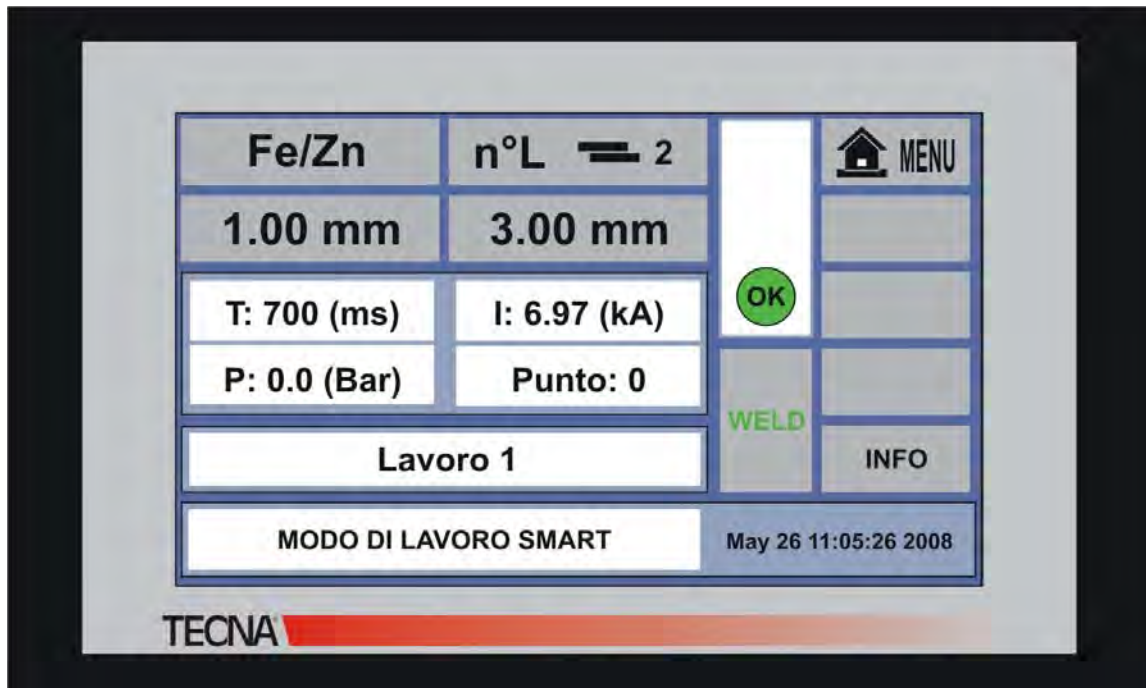 Fe/Zn
n°L 2
MENU
1.00 mm
3.00 mm
OK
T: 700 (ms)
I: 6.97 (kA)
P: 0.0 (Bar)
Punto: 0
WELD
Lavoro 1
INFO
MODO DI LAVORO SMART
May 26 11:05:26 2008
TECNA